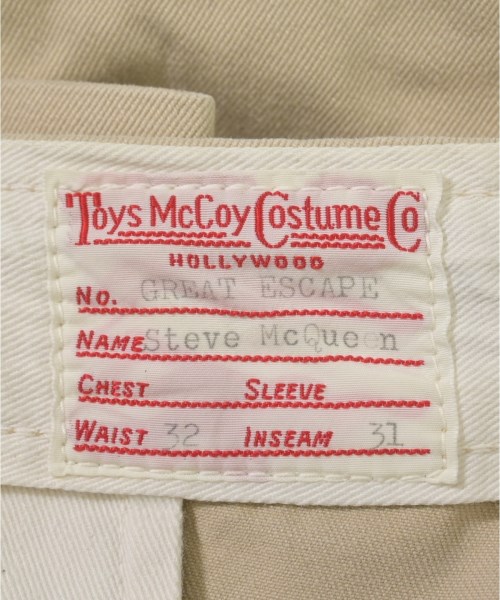 Toys McCoy Costume Co
HOLLYWOOD
No. GREAT ESCAPE
NAME Steve McQueen
CHEST SLEEVE
WAIST 32 INSEAM 31